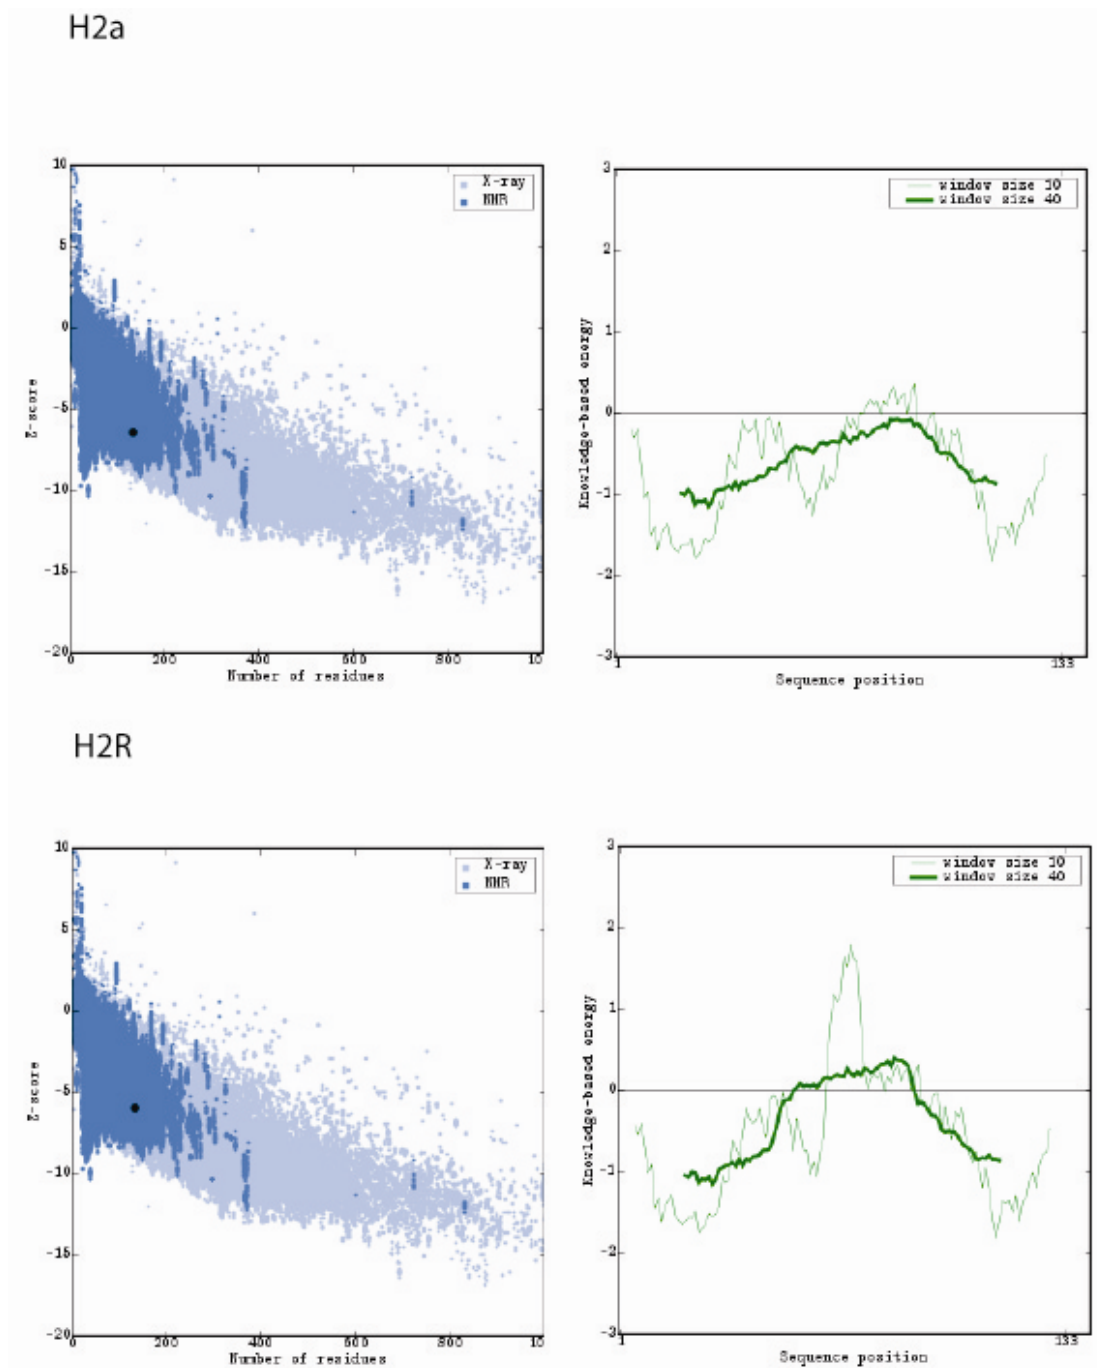 H2a
10
5
0
-5
-10
-15
-20
0
200
400
600
800
10
Z-score
Number of residues
X-ray
NMR
3
2
1
0
-1
-2
-3
1
133
Knowledge-based energy
Sequence position
window size 10
window size 40
H2R
10
5
0
-5
-10
-15
-20
0
200
400
600
800
10
Z-score
Number of residues
X-ray
NMR
3
2
1
0
-1
-2
-3
1
133
Knowledge-based energy
Sequence position
window size 10
window size 40